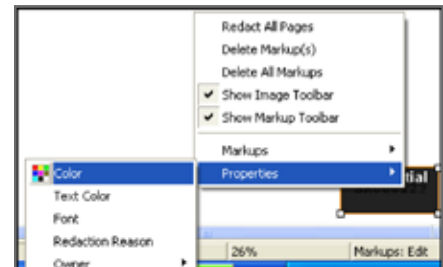 Redact All Pages
Delete Markup(s)
Delete All Markups
Show Image Toolbar
Show Markup Toolbar
Markups
Properties
Color
Text Color
Font
Redaction Reason
Owner
tial
26%
Markups: Edit